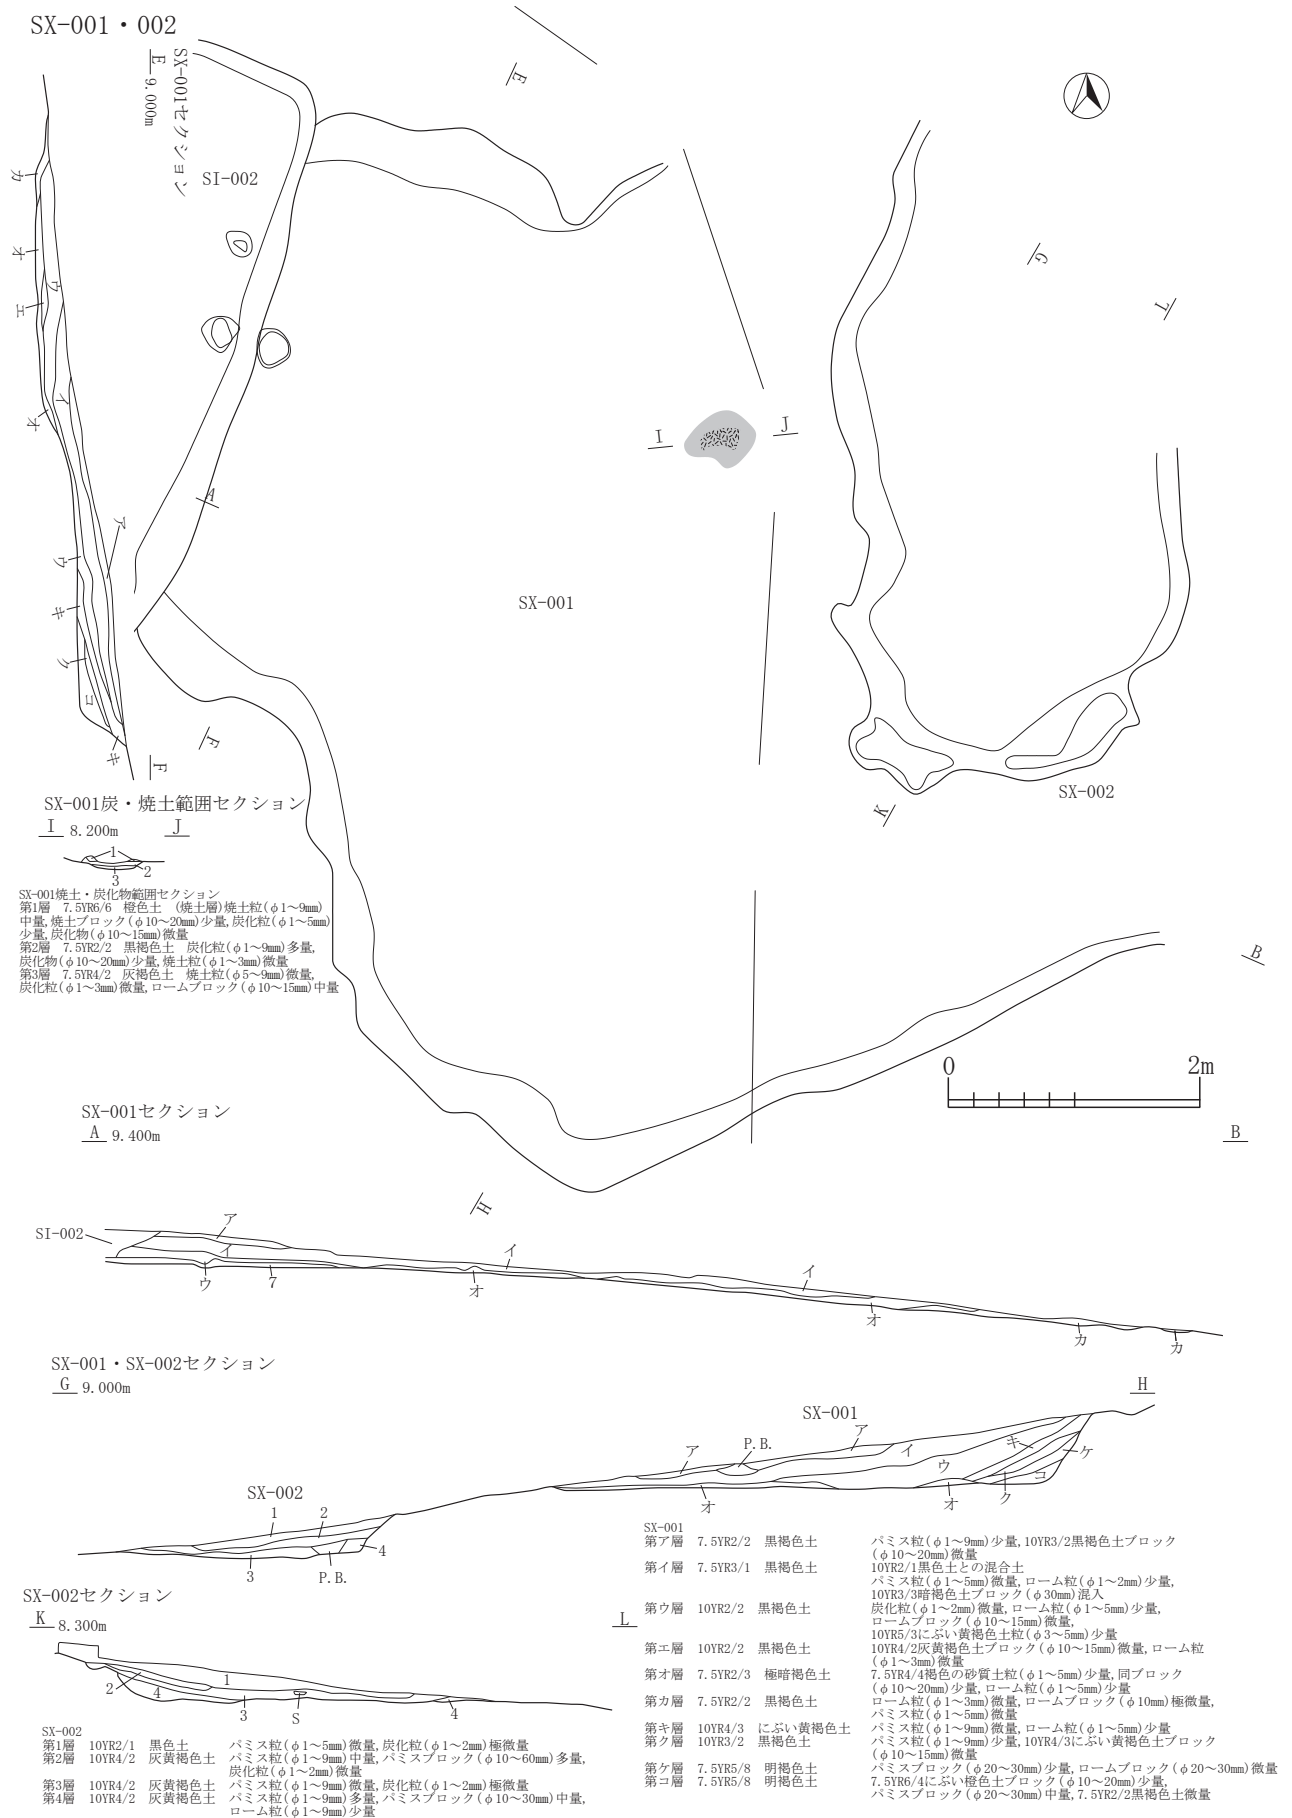 SX-001・002
SX-001セクション
E 9.000m
E
SI-002
カ
オ
エ
ウ
イ
オ
ア
ウ
キ
ク
コ
キ
F
F
A
G
L
I
J
SX-001
K
SX-002
B
H
0
2m
SX-001炭・焼土範囲セクション
I 8.200m J
1
2
3
SX-001焼土・炭化物範囲セクション
第1層 7.5YR6/6 橙色土 (焼土層)焼土粒(φ1～9㎜)
中量,焼土ブロック(φ10～20㎜)少量,炭化粒(φ1～5㎜)
少量,炭化物(φ10～15㎜)微量
第2層 7.5YR2/2 黒褐色土 炭化粒(φ1～9㎜)多量,
炭化物(φ10～20㎜)少量,焼土粒(φ1～3㎜)微量
第3層 7.5YR4/2 灰褐色土 焼土粒(φ5～9㎜)微量,
炭化粒(φ1～3㎜)微量,ロームブロック(φ10～15㎜)中量
SX-001セクション
A 9.400m
B
SI-002
ア
イ
ウ
7
イ
オ
イ
オ
カ
カ
SX-001・SX-002セクション
G 9.000m
H
SX-001
ア
P.B.
ア
イ
ウ
キ
ケ
コ
ク
オ
オ
SX-002
1
2
3
P.B.
4
SX-002セクション
K 8.300m
L
1
2
4
3
S
4
SX-002
第1層 10YR2/1 黒色土 パミス粒(φ1～5㎜)微量,炭化粒(φ1～2㎜)極微量
第2層 10YR4/2 灰黄褐色土 パミス粒(φ1～9㎜)中量,パミスブロック(φ10～60㎜)多量,
炭化粒(φ1～2㎜)微量
第3層 10YR4/2 灰黄褐色土 パミス粒(φ1～9㎜)微量,炭化粒(φ1～2㎜)極微量
第4層 10YR4/2 灰黄褐色土 パミス粒(φ1～9㎜)多量,パミスブロック(φ10～30㎜)中量,
ローム粒(φ1～9㎜)少量
SX-001
第ア層 7.5YR2/2 黒褐色土 パミス粒(φ1～9㎜)少量,10YR3/2黒褐色土ブロック
(φ10～20㎜)微量
第イ層 7.5YR3/1 黒褐色土 10YR2/1黒色土との混合土
パミス粒(φ1～5㎜)微量,ローム粒(φ1～2㎜)少量,
10YR3/3暗褐色土ブロック(φ30㎜)混入
第ウ層 10YR2/2 黒褐色土 炭化粒(φ1～2㎜)微量,ローム粒(φ1～5㎜)少量,
ロームブロック(φ10～15㎜)微量,
10YR5/3にぶい黄褐色土粒(φ3～5㎜)少量
第エ層 10YR2/2 黒褐色土 10YR4/2灰黄褐色土ブロック(φ10～15㎜)微量,ローム粒
(φ1～3㎜)微量
第オ層 7.5YR2/3 極暗褐色土 7.5YR4/4褐色の砂質土粒(φ1～5㎜)少量,同ブロック
(φ10～20㎜)少量,ローム粒(φ1～5㎜)少量
第カ層 7.5YR2/2 黒褐色土 ローム粒(φ1～3㎜)微量,ロームブロック(φ10㎜)極微量,
パミス粒(φ1～5㎜)微量
第キ層 10YR4/3 にぶい黄褐色土 パミス粒(φ1～9㎜)微量,ローム粒(φ1～5㎜)少量
第ク層 10YR3/2 黒褐色土 パミス粒(φ1～9㎜)少量,10YR4/3にぶい黄褐色土ブロック
(φ10～15㎜)微量
第ケ層 7.5YR5/8 明褐色土 パミスブロック(φ20～30㎜)少量,ロームブロック(φ20～30㎜)微量
第コ層 7.5YR5/8 明褐色土 7.5YR6/4にぶい橙色土ブロック(φ10～20㎜)少量,
パミスブロック(φ20～30㎜)中量,7.5YR2/2黒褐色土微量